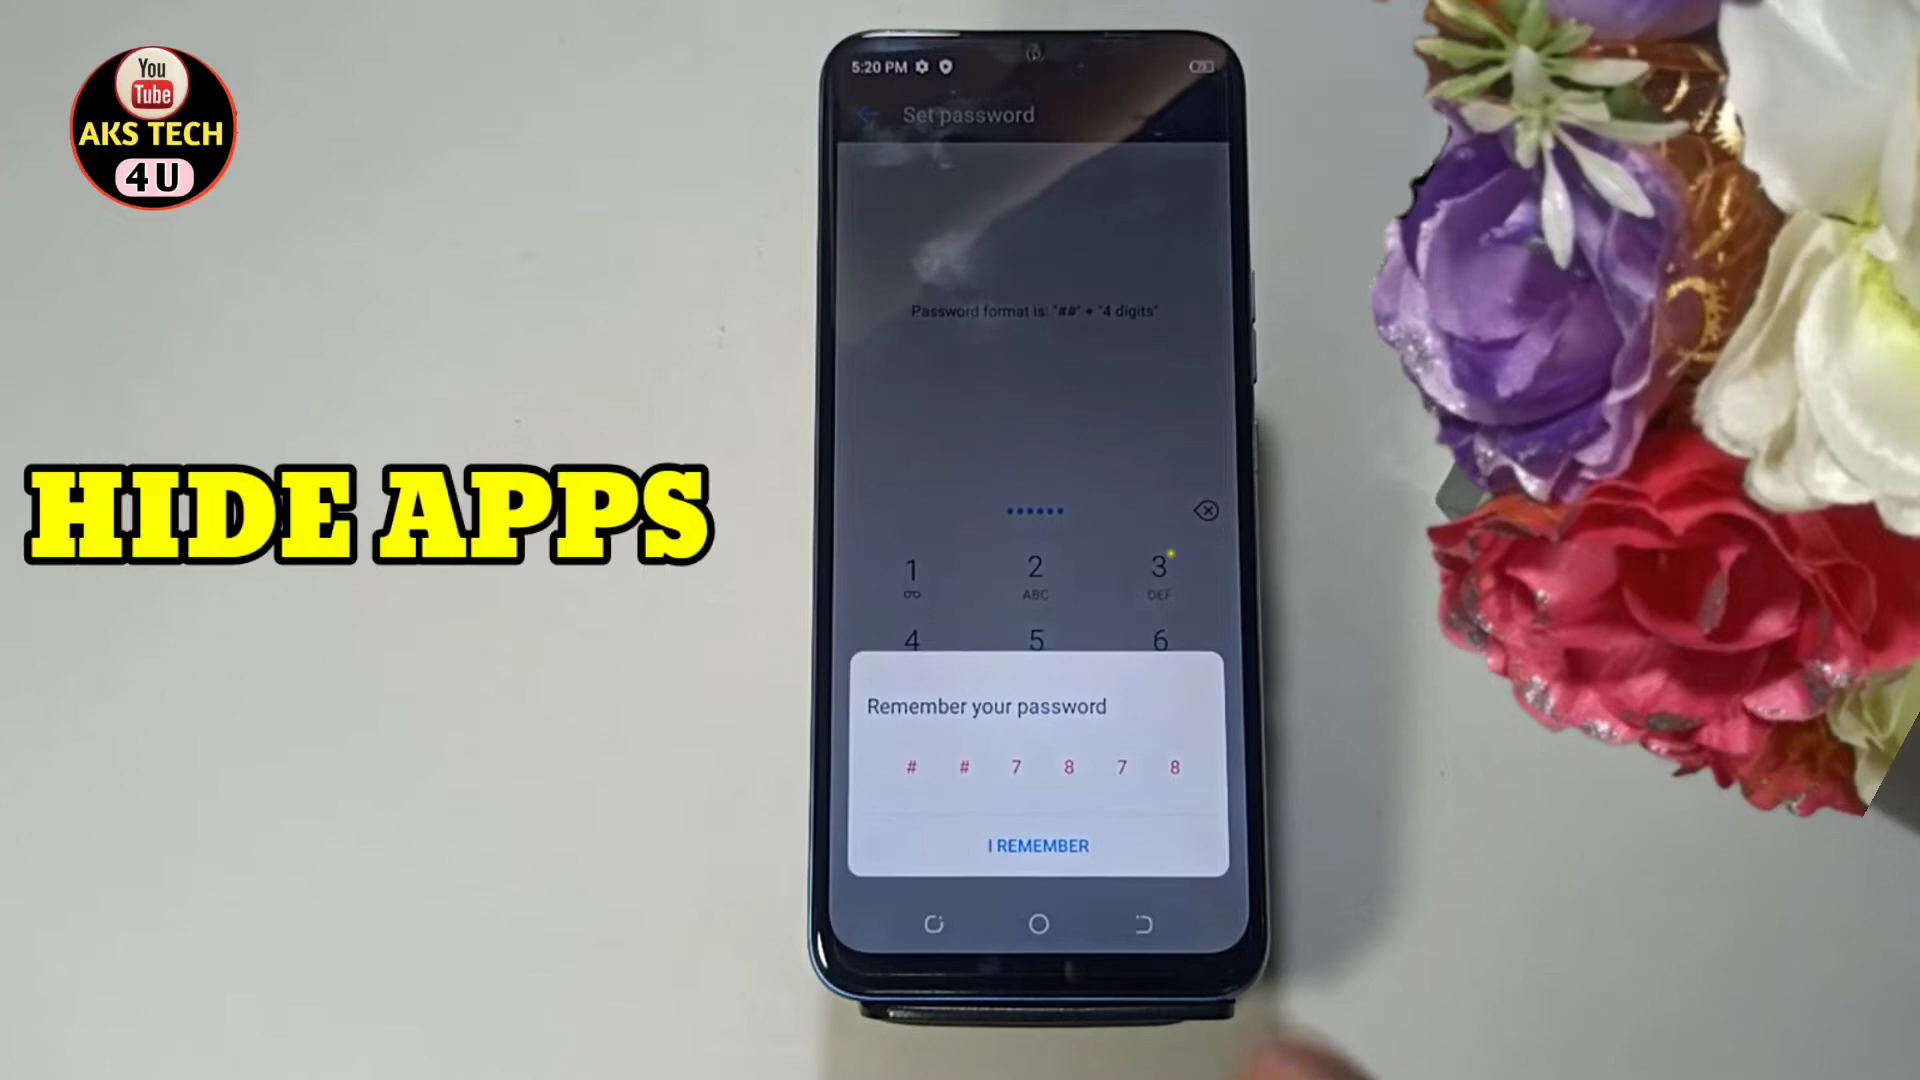 You
Tube
AKS TECH
4 U
HIDE APPS
5:20 PM
Set password
Password format is: "##" + "4 digits"
1
2
ABC
3
DEF
4
5
6
Remember your password
# # 7 8 7 8
I REMEMBER